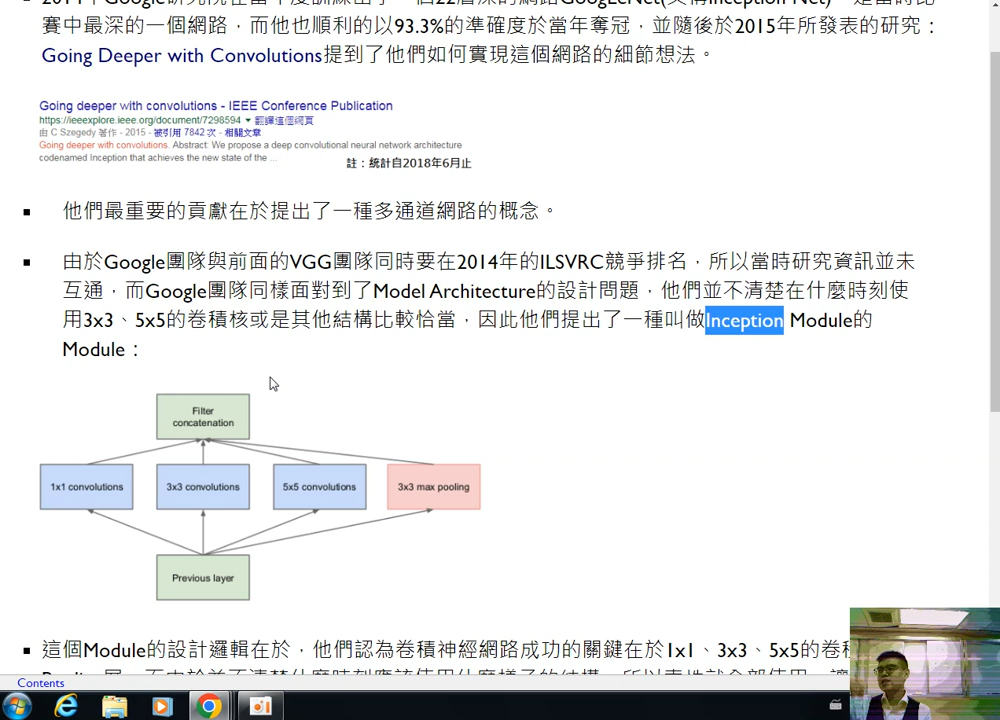 賽中最深的一個網路，而他也順利的以93.3%的準確度於當年奪冠，並隨後於2015年所發表的研究：
Going Deeper with Convolutions提到了他們如何實現這個網路的細節想法。
Going deeper with convolutions - IEEE Conference Publication
https://ieeexplore.ieee.org/document/7298594 ▾ 翻譯這個網頁
由 C Szegedy 著作 - 2015 - 被引用 7842 次 - 相關文章
Going deeper with convolutions. Abstract: We propose a deep convolutional neural network architecture
codenamed Inception that achieves the new state of the ...
註：統計自2018年6月止
▪ 他們最重要的貢獻在於提出了一種多通道網路的概念。
▪ 由於Google團隊與前面的VGG團隊同時要在2014年的ILSVRC競爭排名，所以當時研究資訊並未
互通，而Google團隊同樣面對到了Model Architecture的設計問題，他們並不清楚在什麼時刻使
用3x3、5x5的卷積核或是其他結構比較恰當，因此他們提出了一種叫做Inception Module的
Module：
Filter
concatenation
1x1 convolutions
3x3 convolutions
5x5 convolutions
3x3 max pooling
Previous layer
▪ 這個Module的設計邏輯在於，他們認為卷積神經網路成功的關鍵在於1x1、3x3、5x5的卷積
Contents